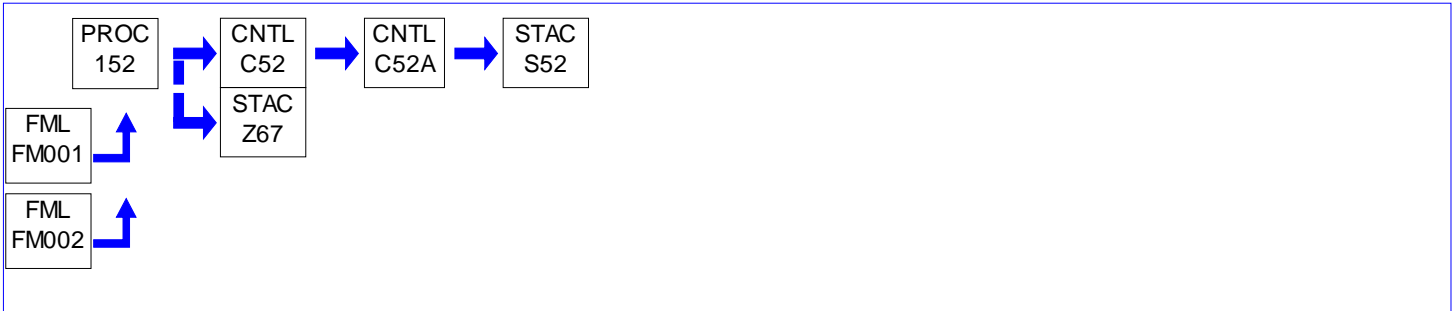 PROC
152
CNTL
C52
CNTL
C52A
STAC
S52
STAC
Z67
FML
FM001
FML
FM002